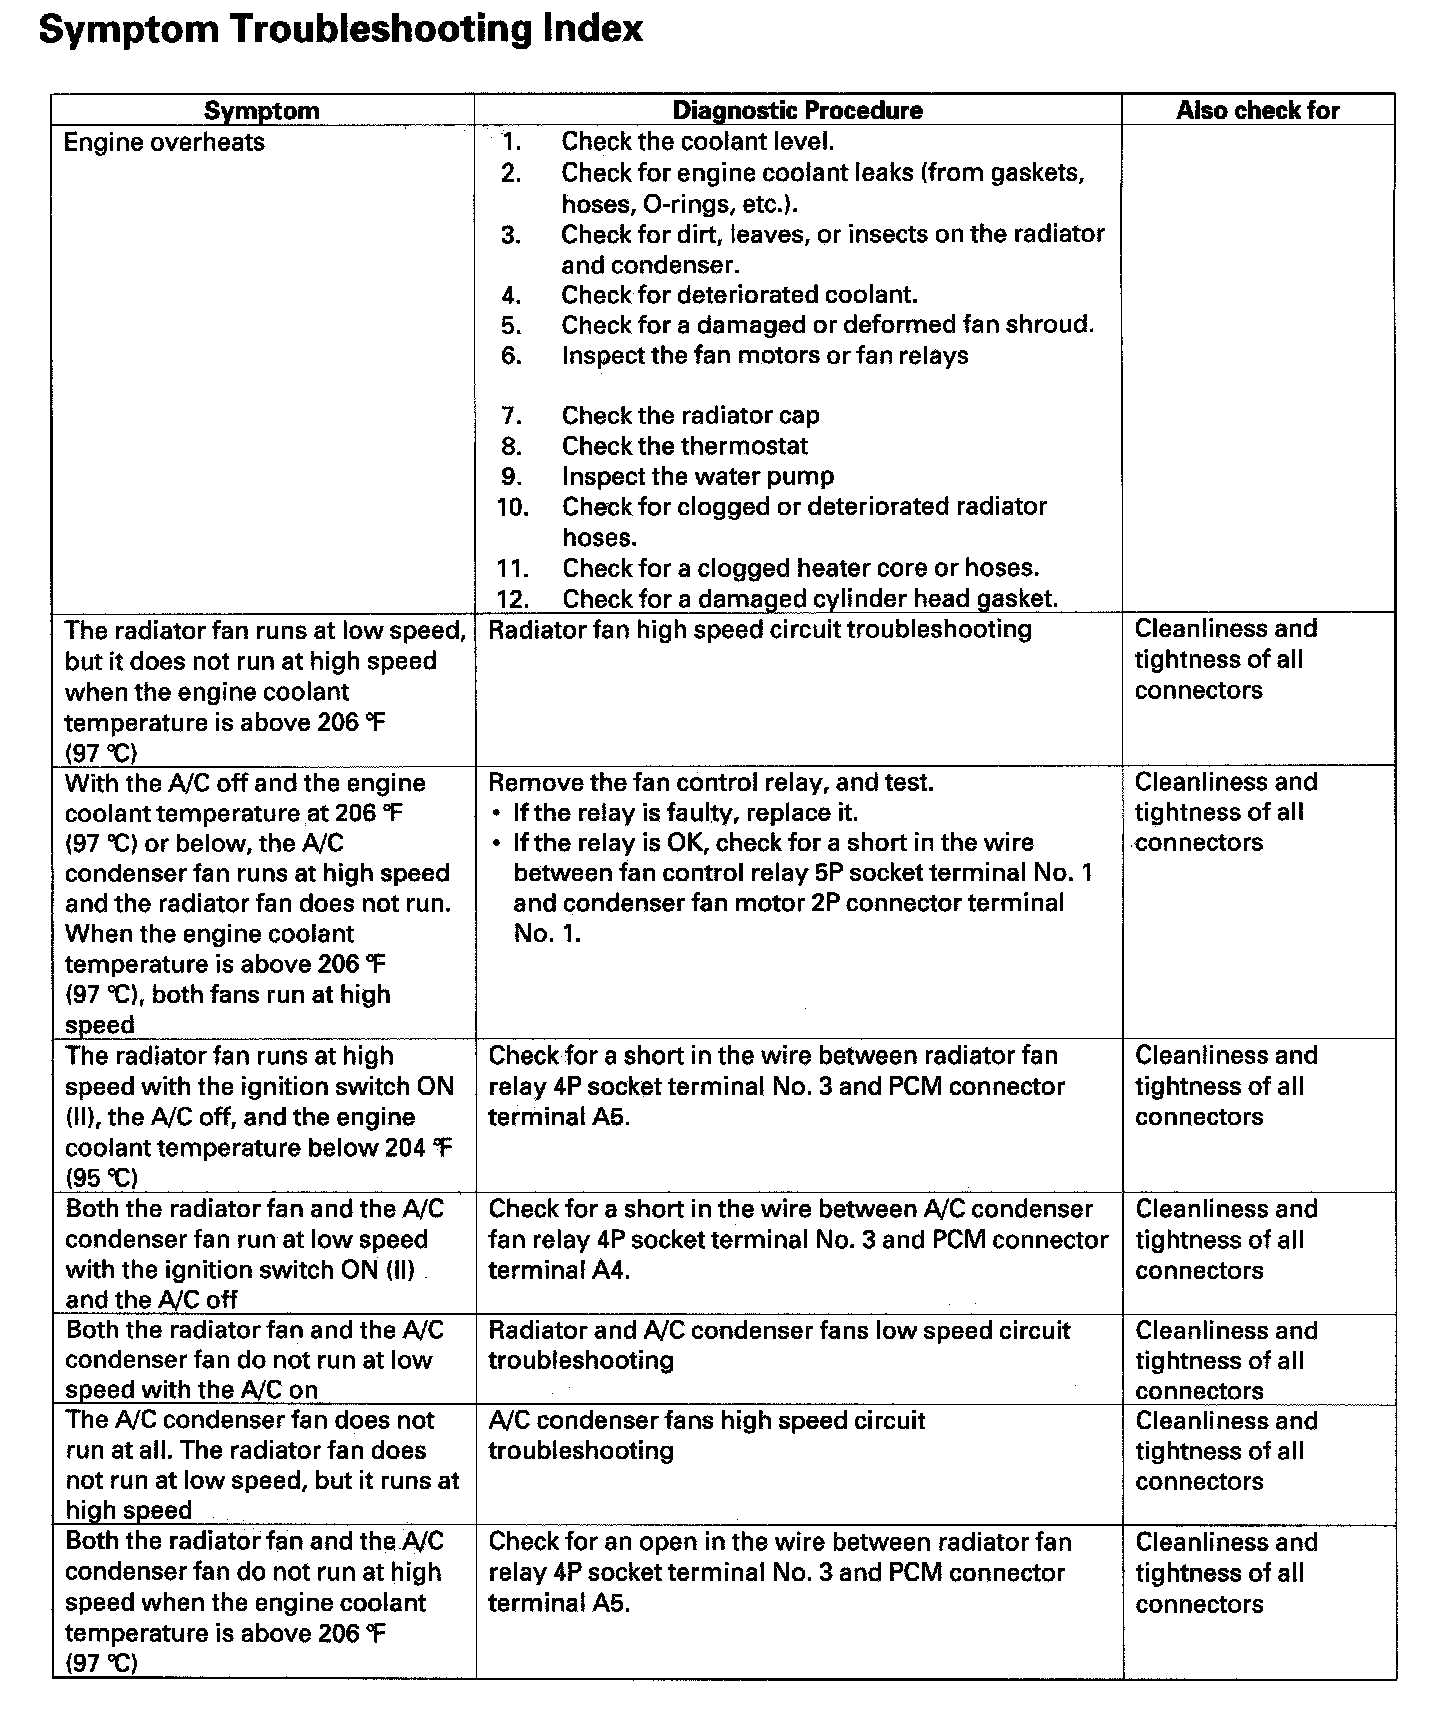 Symptom Troubleshooting Index
Symptom
Diagnostic Procedure
Also check for
Engine overheats
1. Check the coolant level.
2. Check for engine coolant leaks (from gaskets,
hoses, O-rings, etc.).
3. Check for dirt, leaves, or insects on the radiator
and condenser.
4. Check for deteriorated coolant.
5. Check for a damaged or deformed fan shroud.
6. Inspect the fan motors or fan relays
7. Check the radiator cap
8. Check the thermostat
9. Inspect the water pump
10. Check for clogged or deteriorated radiator
hoses.
11. Check for a clogged heater core or hoses.
12. Check for a damaged cylinder head gasket.
The radiator fan runs at low speed,
but it does not run at high speed
when the engine coolant
temperature is above 206 °F
(97 °C)
Radiator fan high speed circuit troubleshooting
Cleanliness and
tightness of all
connectors
With the A/C off and the engine
coolant temperature at 206 °F
(97 °C) or below, the A/C
condenser fan runs at high speed
and the radiator fan does not run.
When the engine coolant
temperature is above 206 °F
(97 °C), both fans run at high
speed
Remove the fan control relay, and test.
• If the relay is faulty, replace it.
• If the relay is OK, check for a short in the wire
between fan control relay 5P socket terminal No. 1
and condenser fan motor 2P connector terminal
No. 1.
Cleanliness and
tightness of all
connectors
The radiator fan runs at high
speed with the ignition switch ON
(II), the A/C off, and the engine
coolant temperature below 204 °F
(95 °C)
Check for a short in the wire between radiator fan
relay 4P socket terminal No. 3 and PCM connector
terminal A5.
Cleanliness and
tightness of all
connectors
Both the radiator fan and the A/C
condenser fan run at low speed
with the ignition switch ON (II)
and the A/C off
Check for a short in the wire between A/C condenser
fan relay 4P socket terminal No. 3 and PCM connector
terminal A4.
Cleanliness and
tightness of all
connectors
Both the radiator fan and the A/C
condenser fan do not run at low
speed with the A/C on
Radiator and A/C condenser fans low speed circuit
troubleshooting
Cleanliness and
tightness of all
connectors
The A/C condenser fan does not
run at all. The radiator fan does
not run at low speed, but it runs at
high speed
A/C condenser fans high speed circuit
troubleshooting
Cleanliness and
tightness of all
connectors
Both the radiator fan and the A/C
condenser fan do not run at high
speed when the engine coolant
temperature is above 206 °F
(97 °C)
Check for an open in the wire between radiator fan
relay 4P socket terminal No. 3 and PCM connector
terminal A5.
Cleanliness and
tightness of all
connectors